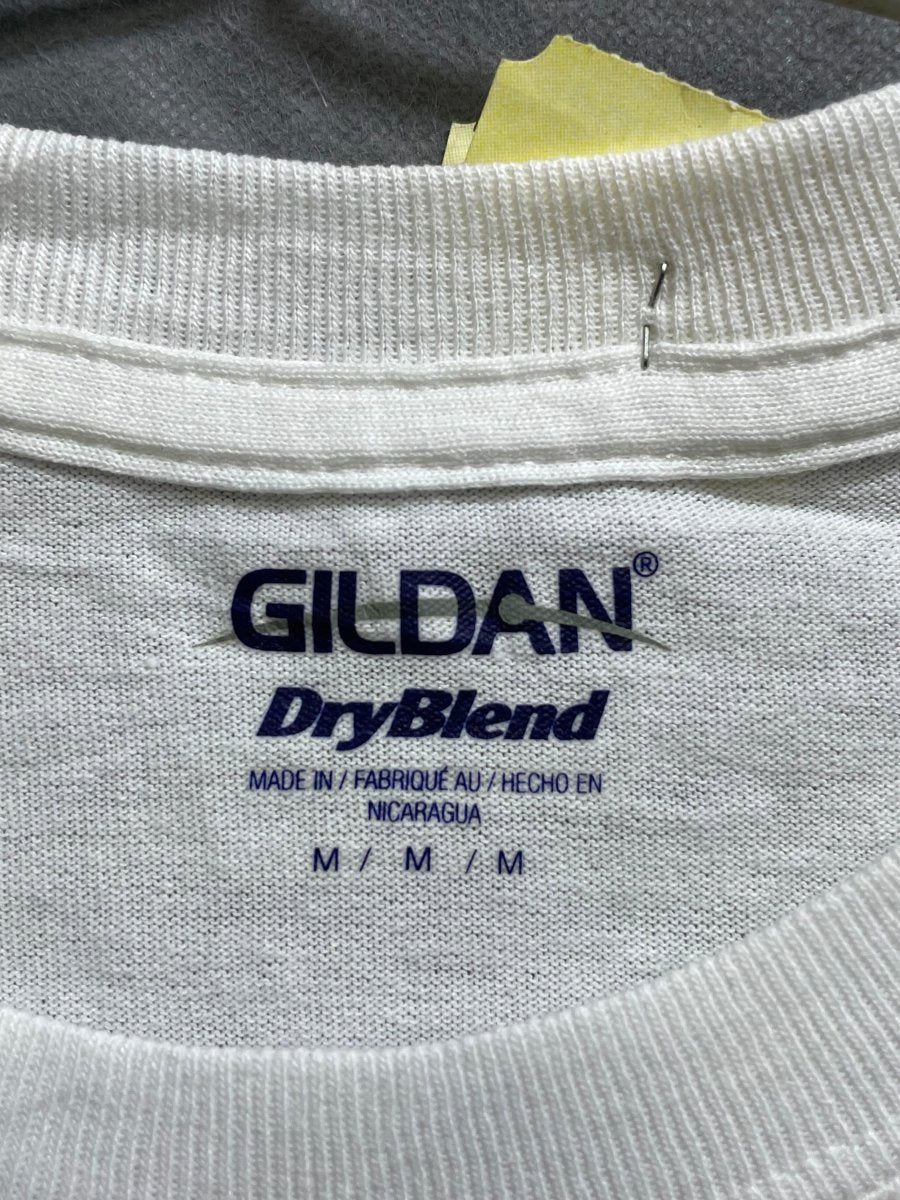 GILDAN®
DryBlend
MADE IN / FABRIQUÉ AU / HECHO EN
NICARAGUA
M / M / M